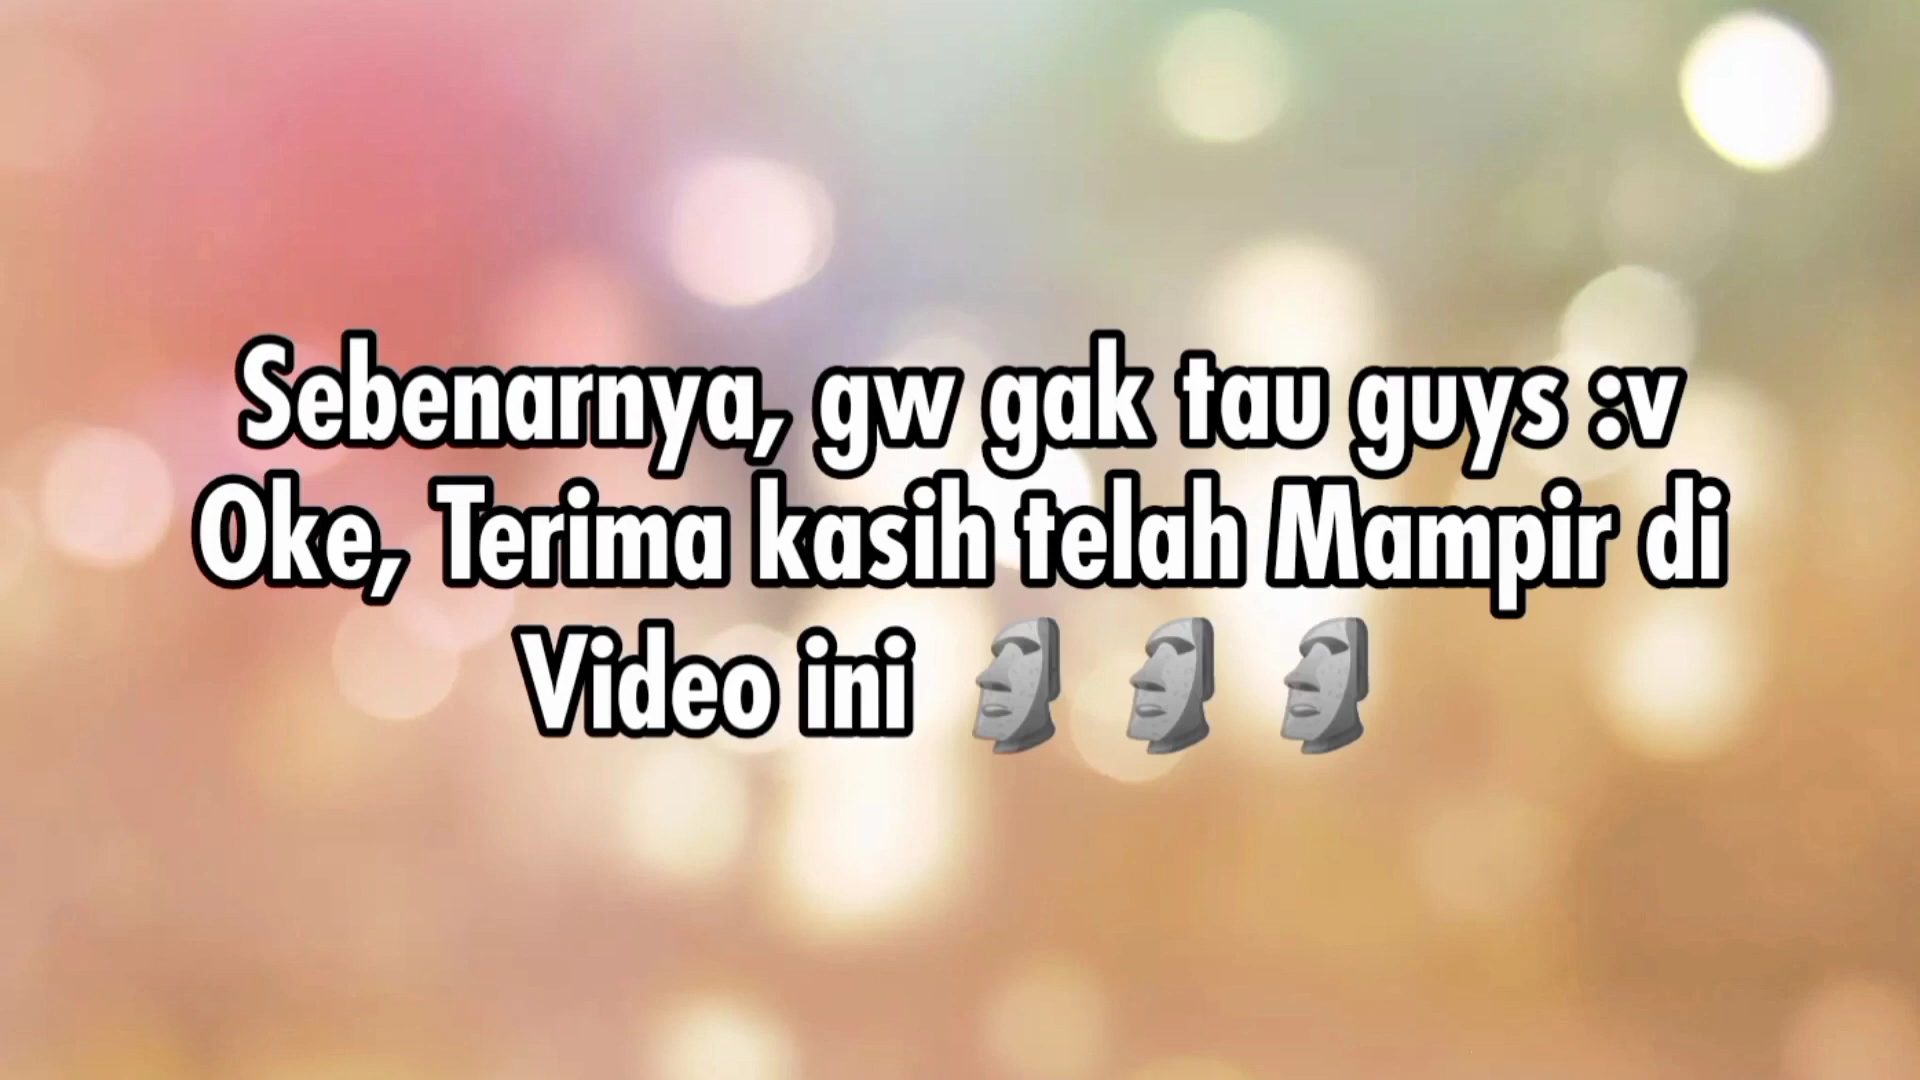 Sebenarnya, gw gak tau guys :v
Oke, Terima kasih telah Mampir di
Video ini 🗿 🗿 🗿